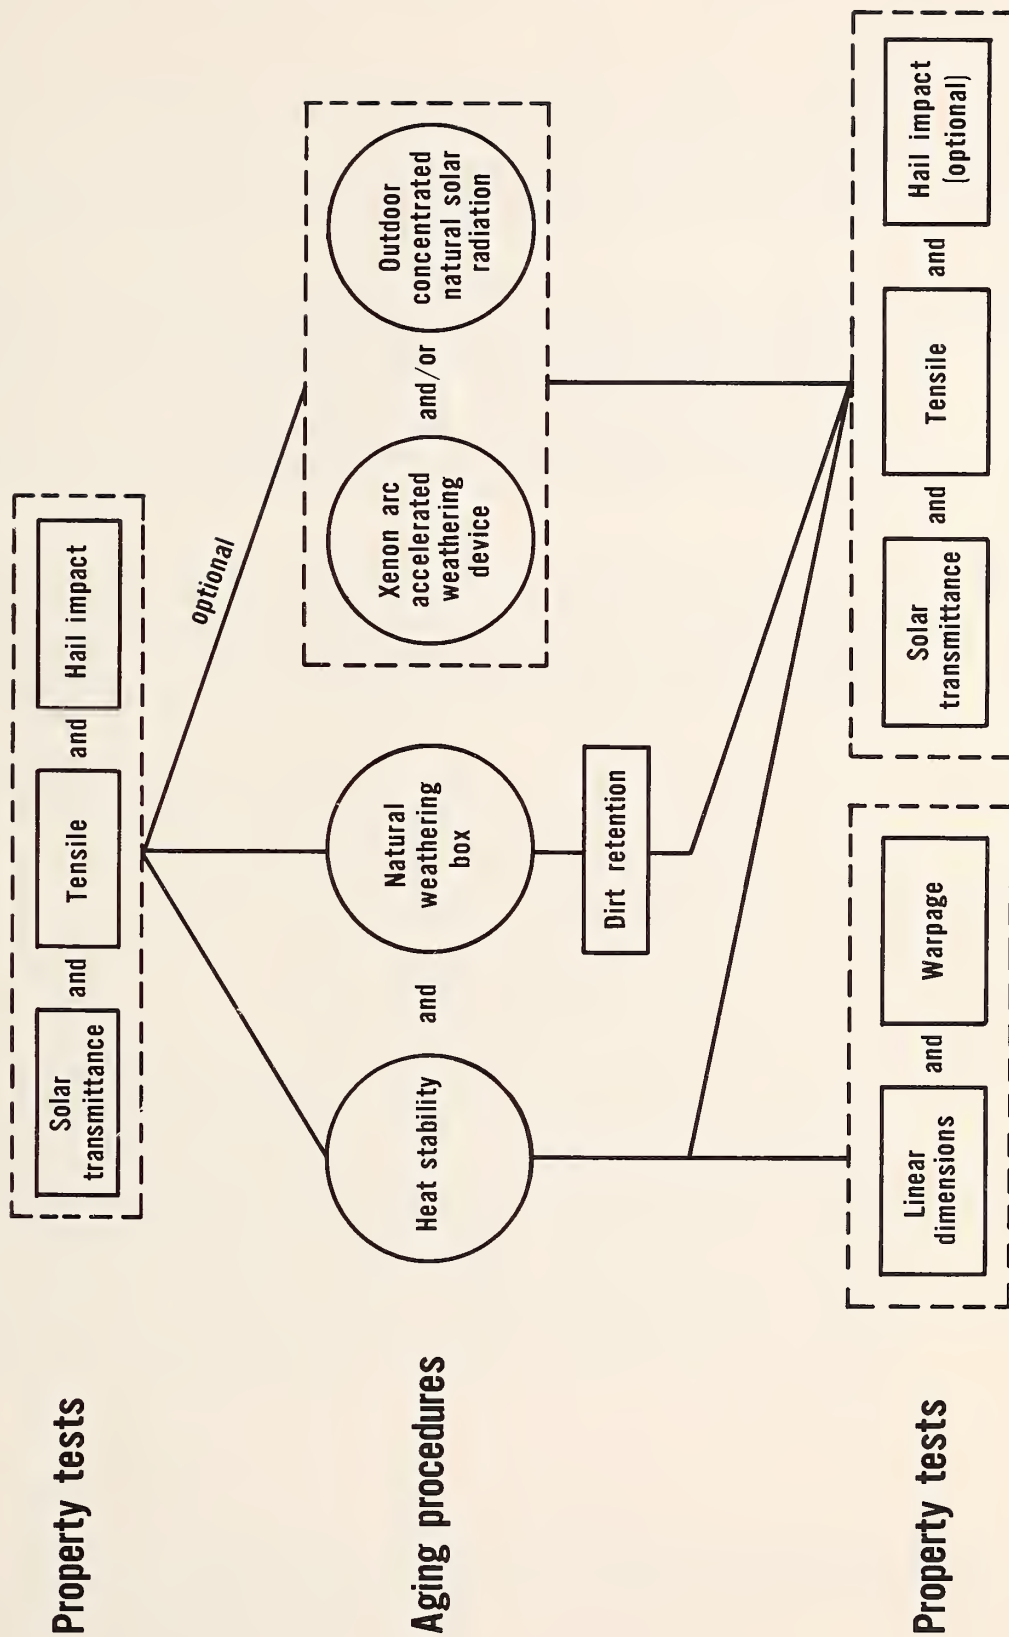 Property tests
Solar
transmittance
and
Tensile
and
Hail impact
optional
Aging procedures
Heat stability
and
Natural
weathering
box
Xenon arc
accelerated
weathering
device
and/or
Outdoor
concentrated
natural solar
radiation
Dirt retention
Property tests
Linear
dimensions
and
Warpage
Solar
transmittance
and
Tensile
and
Hail impact
(optional)